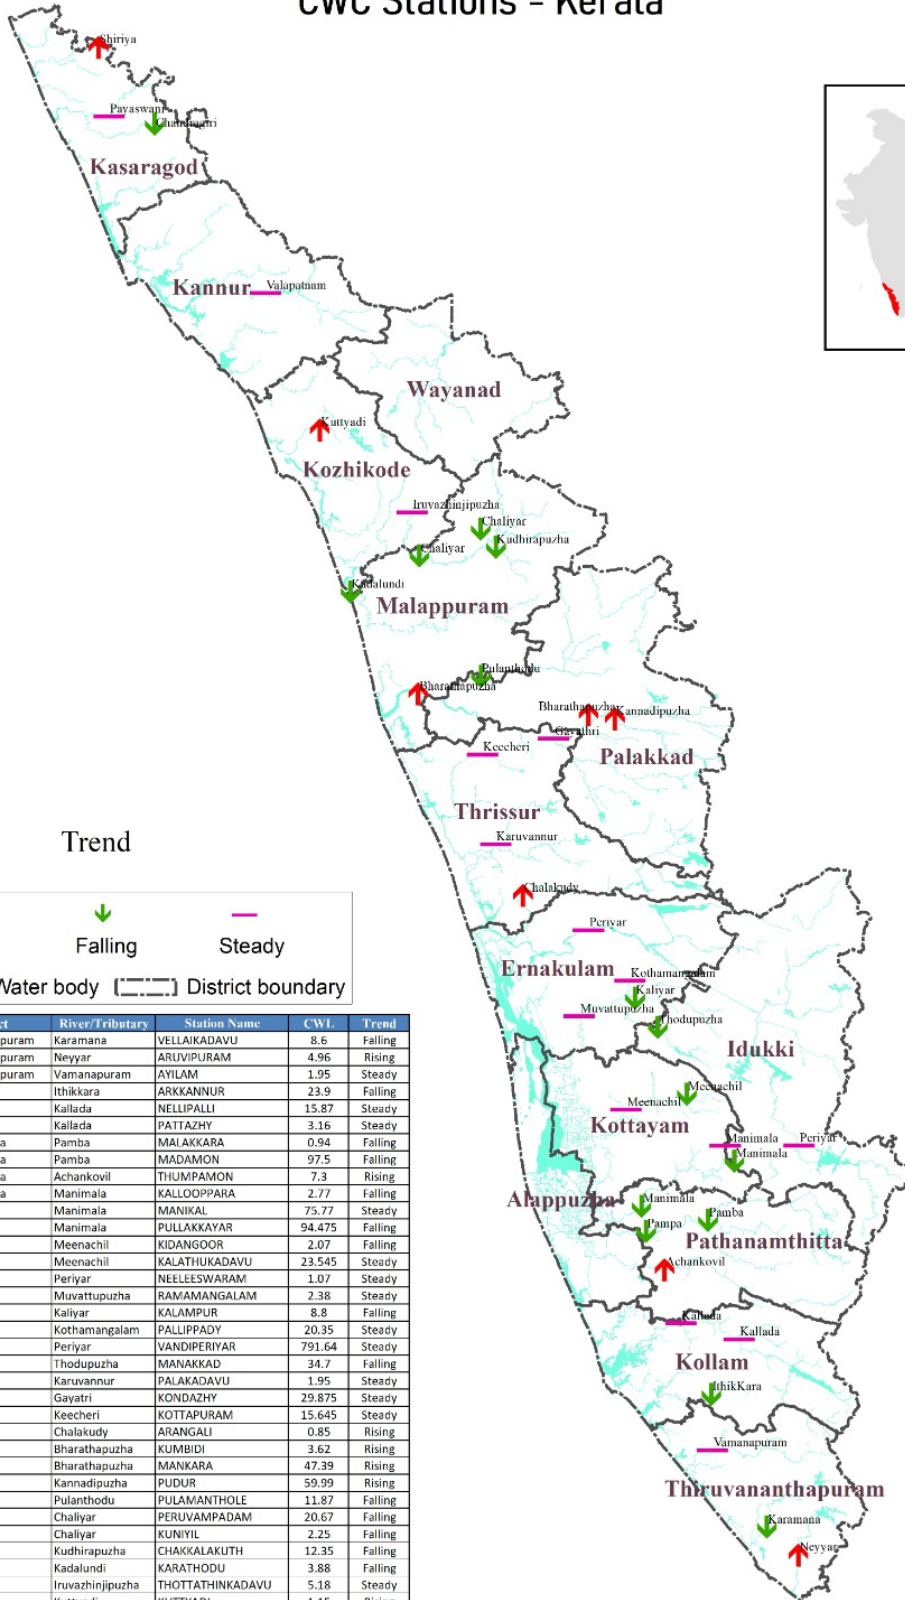 CWC Stations - Kerala
Shiriya
Payaswani
Chandragiri
Kasaragod
Kannur
Valapatnam
Wayanad
Kuttyadi
Kozhikode
Iruvazhinjipuzha
Chaliyar
Kudhirapuzha
Chaliyar
Kadalundi
Malappuram
Pulanthodu
Bharathapuzha
Bharathapuzha
Kannadipuzha
Gayathri
Keecheri
Palakkad
Thrissur
Karuvannur
Chalakudy
Periyar
Ernakulam
Kothamangalam
Kaliyar
Muvattupuzha
Thodupuzha
Idukki
Meenachil
Meenachil
Kottayam
Manimala
Periyar
Manimala
Alappuzha
Manimala
Pamba
Pampa
Pathanamthitta
Achankovil
Kallada
Kallada
Kollam
IthikKara
Vamanapuram
Thiruvananthapuram
Karamana
Neyyar
Trend
Falling Steady
Water body District boundary
ct River/Tributary Station Name CWL Trend
puram Karamana VELLAIKADAVU 8.6 Falling
puram Neyyar ARUVIPURAM 4.96 Rising
puram Vamanapuram AYILAM 1.95 Steady
Ithikkara ARKKANNUR 23.9 Falling
Kallada NELLIPALLI 15.87 Steady
Kallada PATTAZHY 3.16 Steady
a Pamba MALAKKARA 0.94 Falling
a Pamba MADAMON 97.5 Falling
a Achankovil THUMPAMON 7.3 Rising
a Manimala KALLOOPPARA 2.77 Falling
Manimala MANIKAL 75.77 Steady
Manimala PULLAKKAYAR 94.475 Falling
Meenachil KIDANGOOR 2.07 Falling
Meenachil KALATHUKADAVU 23.545 Steady
Periyar NEELEESWARAM 1.07 Steady
Muvattupuzha RAMAMANGALAM 2.38 Steady
Kaliyar KALAMPUR 8.8 Falling
Kothamangalam PALLIPPADY 20.35 Steady
Periyar VANDIPERIYAR 791.64 Steady
Thodupuzha MANAKKAD 34.7 Falling
Karuvannur PALAKADAVU 1.95 Steady
Gayatri KONDAZHY 29.875 Steady
Keecheri KOTTAPURAM 15.645 Steady
Chalakudy ARANGALI 0.85 Rising
Bharathapuzha KUMBIDI 3.62 Rising
Bharathapuzha MANKARA 47.39 Rising
Kannadipuzha PUDUR 59.99 Rising
Pulanthodu PULAMANTHOLE 11.87 Falling
Chaliyar PERUVAMPADAM 20.67 Falling
Chaliyar KUNIYIL 2.25 Falling
Kudhirapuzha CHAKKALAKUTH 12.35 Falling
Kadalundi KARATHODU 3.88 Falling
Iruvazhinjipuzha THOTTATHINKADAVU 5.18 Steady